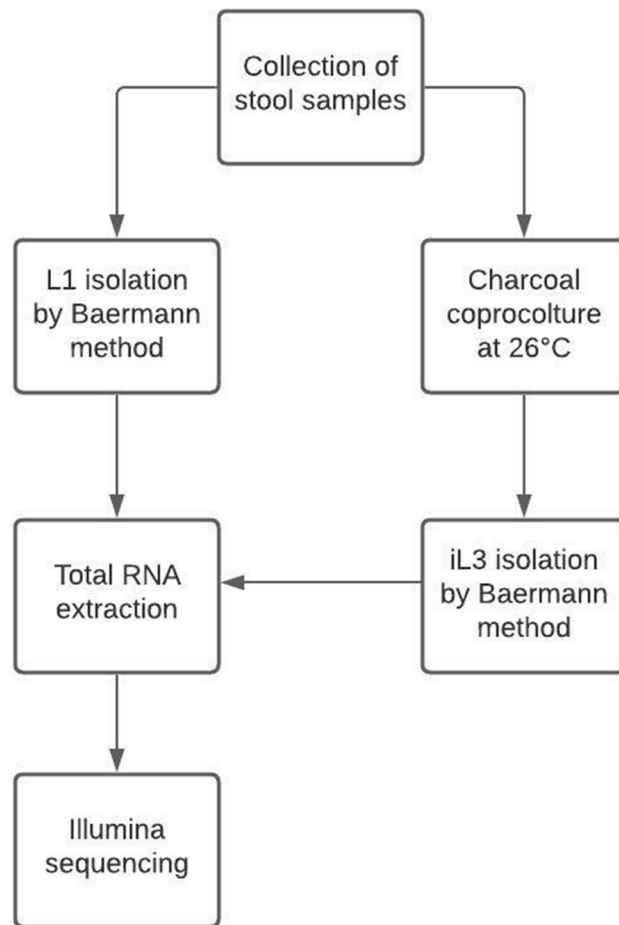 Collection of
stool samples
L1 isolation
by Baermann
method
Charcoal
coprocolture
at 26°C
Total RNA
extraction
iL3 isolation
by Baermann
method
Illumina
sequencing